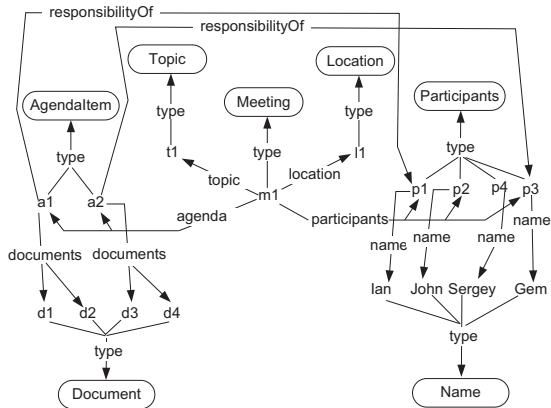 responsibilityOf
responsibilityOf
Topic
Location
AgendaItem
Meeting
Participants
type
type
type
type
type
t1
l1
topic
location
a1
a2
m1
p1
p2
p4
p3
agenda
participants
name
name
name
name
documents
documents
d1
d2
d3
d4
Ian
John
Sergey
Gem
type
type
Document
Name